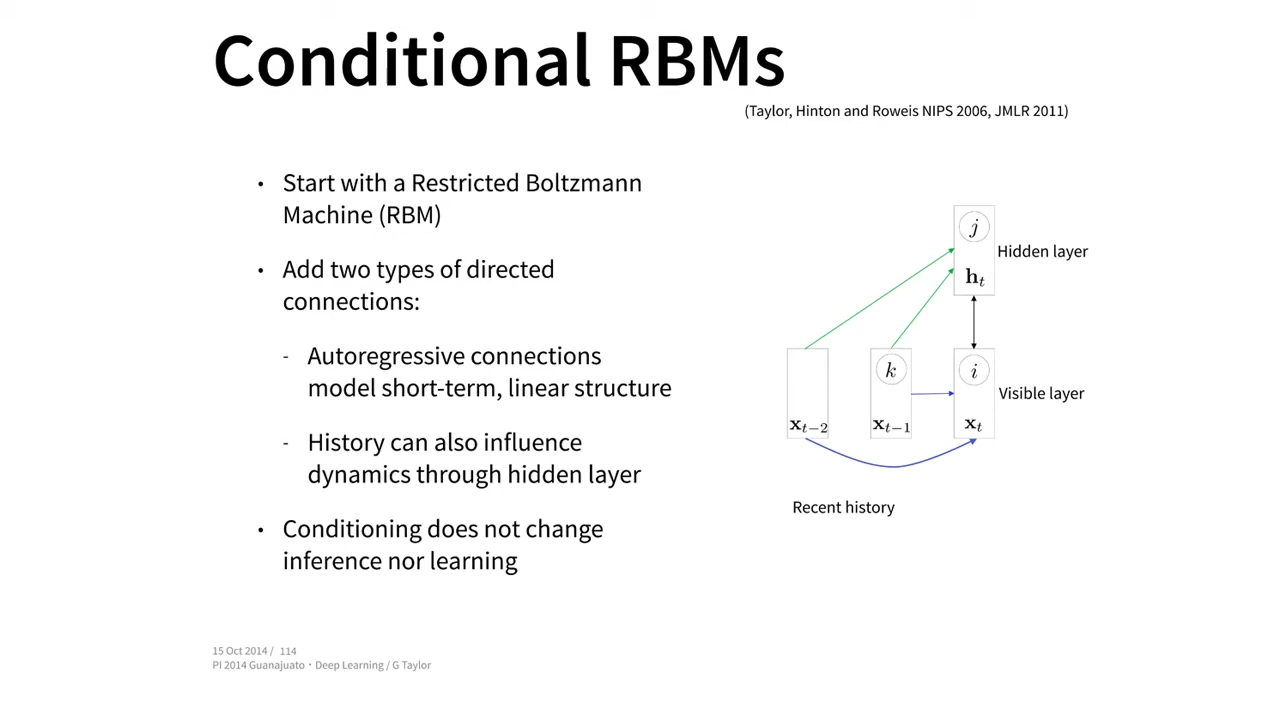 Conditional RBMs
(Taylor, Hinton and Roweis NIPS 2006, JMLR 2011)
• Start with a Restricted Boltzmann
Machine (RBM)
• Add two types of directed
connections:
- Autoregressive connections
model short-term, linear structure
- History can also influence
dynamics through hidden layer
• Conditioning does not change
inference nor learning
j
Hidden layer
h_t
k
i
Visible layer
x_{t−2}
x_{t−1}
x_t
Recent history
15 Oct 2014 / 114
PI 2014 Guanajuato · Deep Learning / G Taylor